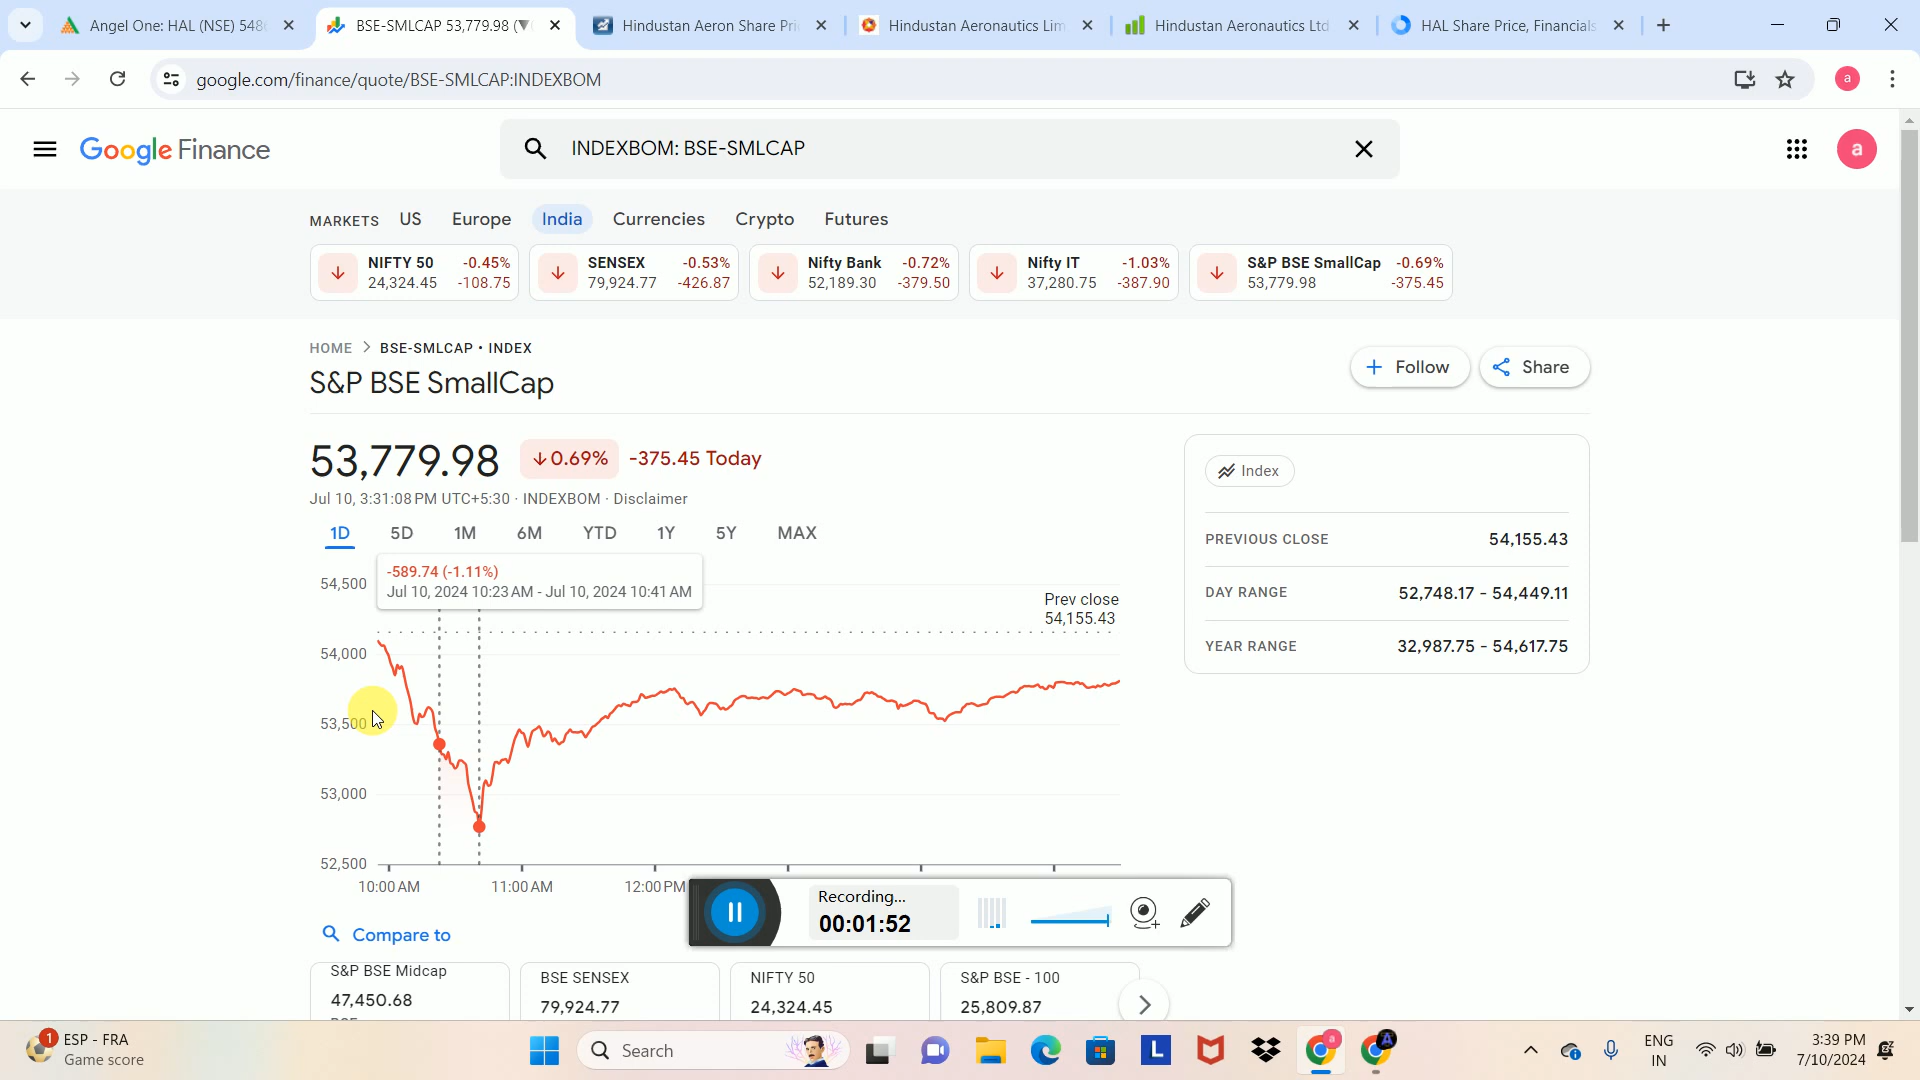 Angel One: HAL (NSE) 548
BSE-SMLCAP 53,779.98 (▼
Hindustan Aeron Share Pri
Hindustan Aeronautics Lim
Hindustan Aeronautics Ltd
HAL Share Price, Financials
google.com/finance/quote/BSE-SMLCAP:INDEXBOM
a
Google Finance
INDEXBOM: BSE-SMLCAP
a
MARKETS US Europe India Currencies Crypto Futures
NIFTY 50 -0.45%
24,324.45 -108.75
SENSEX -0.53%
79,924.77 -426.87
Nifty Bank -0.72%
52,189.30 -379.50
Nifty IT -1.03%
37,280.75 -387.90
S&P BSE SmallCap -0.69%
53,779.98 -375.45
HOME > BSE-SMLCAP • INDEX
S&P BSE SmallCap
Follow
Share
53,779.98 ↓0.69% -375.45 Today
Jul 10, 3:31:08 PM UTC+5:30 · INDEXBOM · Disclaimer
1D 5D 1M 6M YTD 1Y 5Y MAX
-589.74 (-1.11%)
Jul 10, 2024 10:23 AM - Jul 10, 2024 10:41 AM
54,500
54,000
53,500
53,000
52,500
Prev close
54,155.43
10:00 AM 11:00 AM 12:00 PM
Index
PREVIOUS CLOSE 54,155.43
DAY RANGE 52,748.17 - 54,449.11
YEAR RANGE 32,987.75 - 54,617.75
Recording...
00:01:52
Compare to
S&P BSE Midcap
47,450.68
BSE SENSEX
79,924.77
NIFTY 50
24,324.45
S&P BSE - 100
25,809.87
1
ESP - FRA
Game score
Search
L
a
A
ENG
IN
3:39 PM
7/10/2024